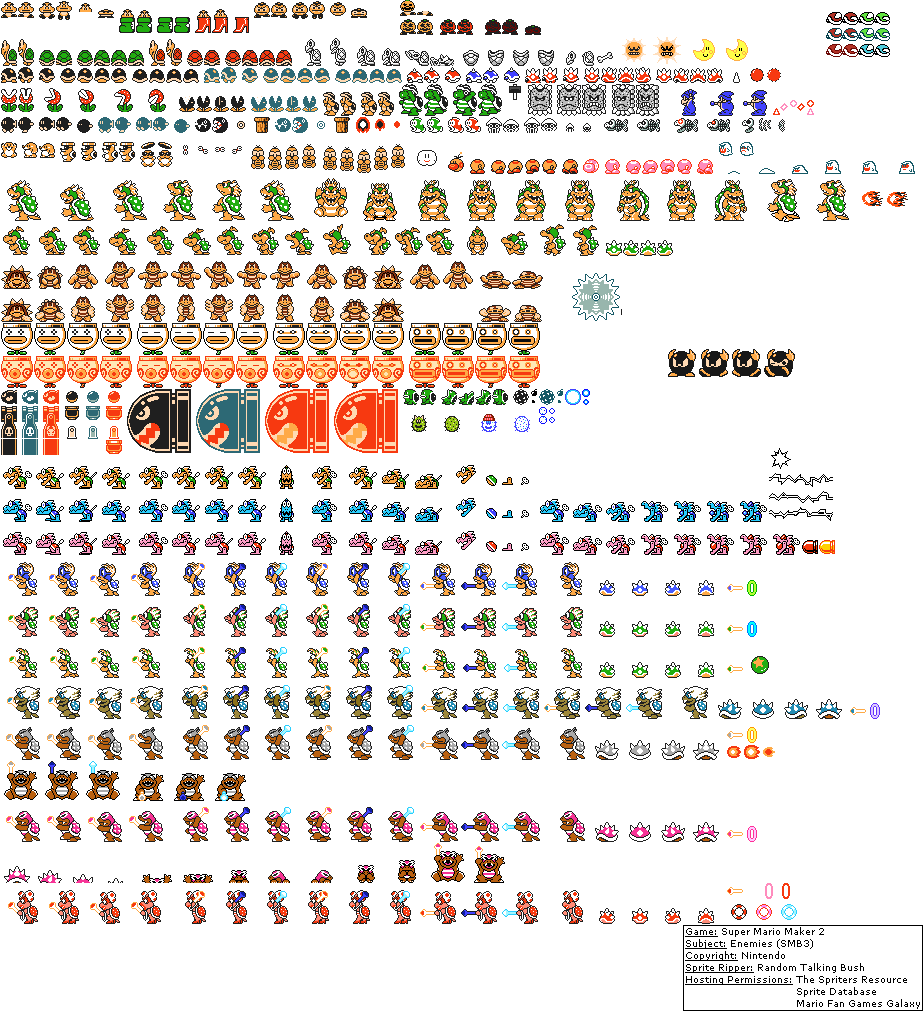 Game: Super Mario Maker 2
Subject: Enemies (SMB3)
Copyright: Nintendo
Sprite Ripper: Random Talking Bush
Hosting Permissions: The Spriters Resource
Sprite Database
Mario Fan Games Galaxy